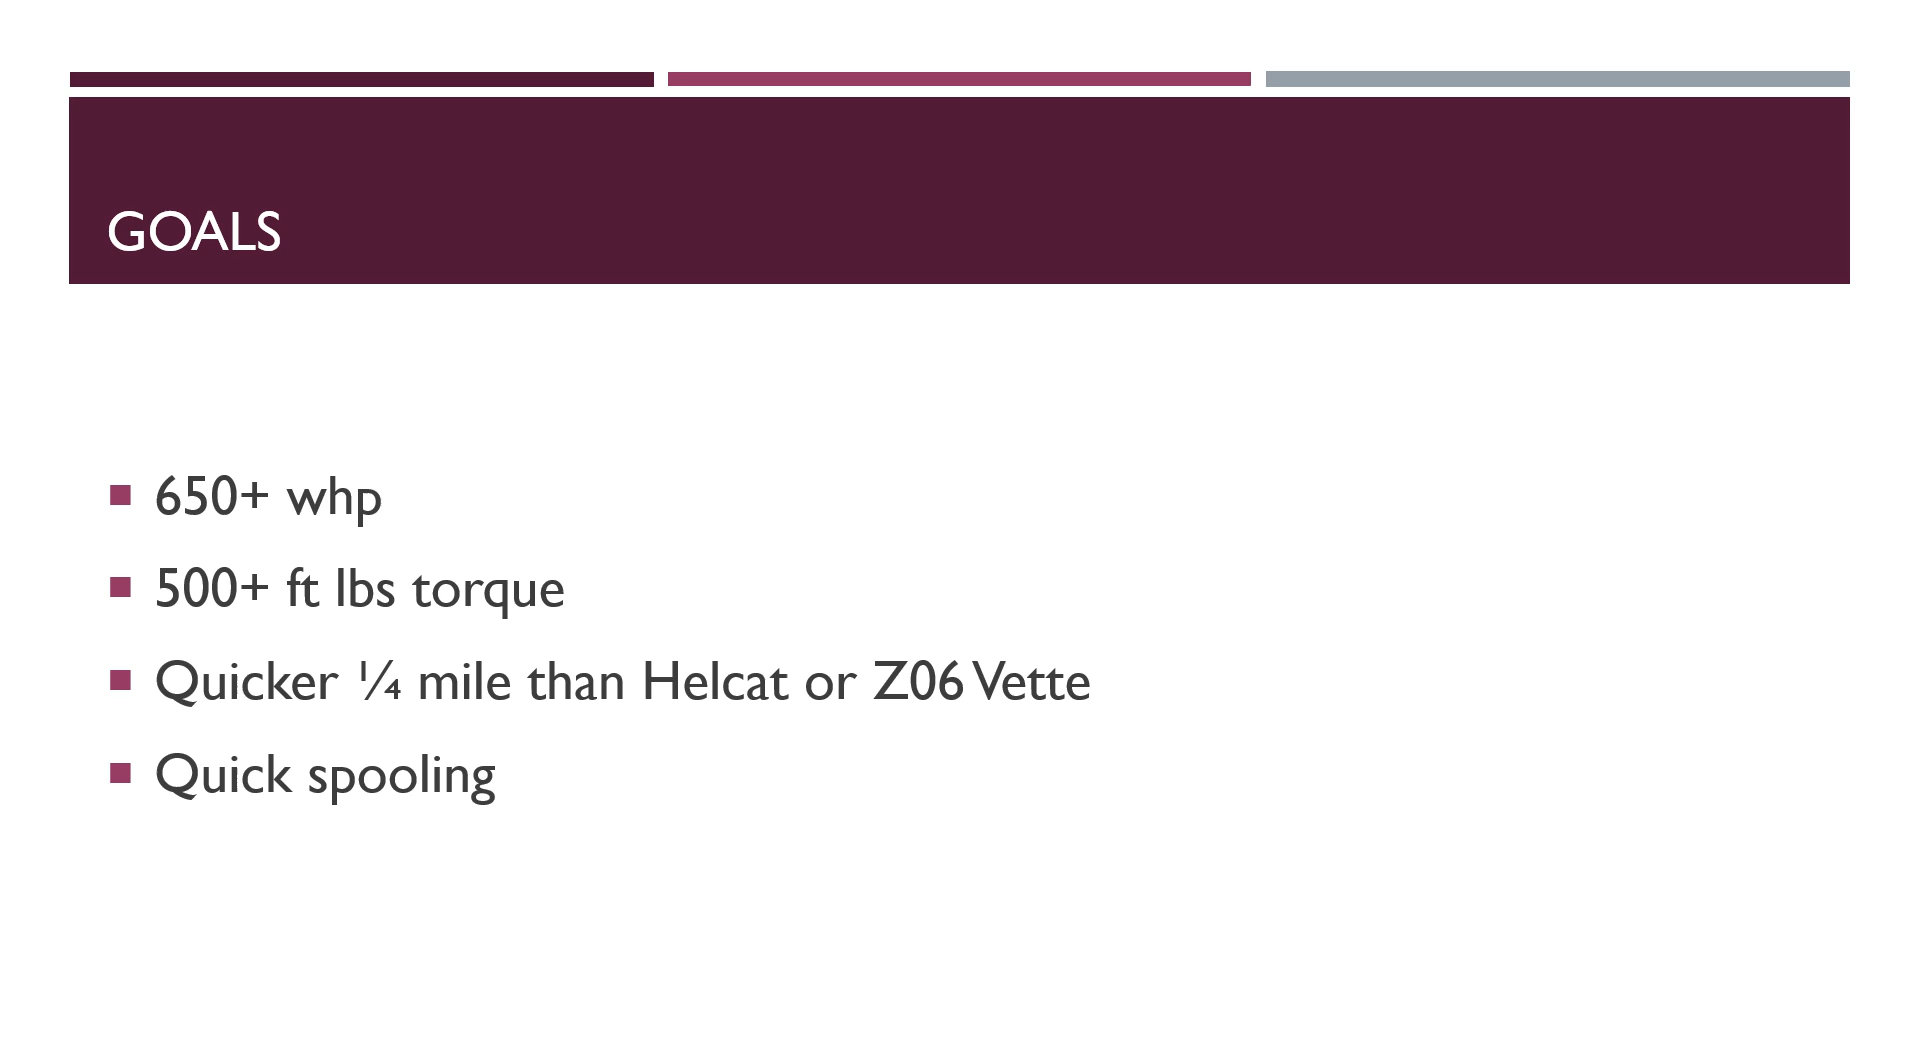 GOALS
650+ whp
500+ ft lbs torque
Quicker ¼ mile than Helcat or Z06 Vette
Quick spooling